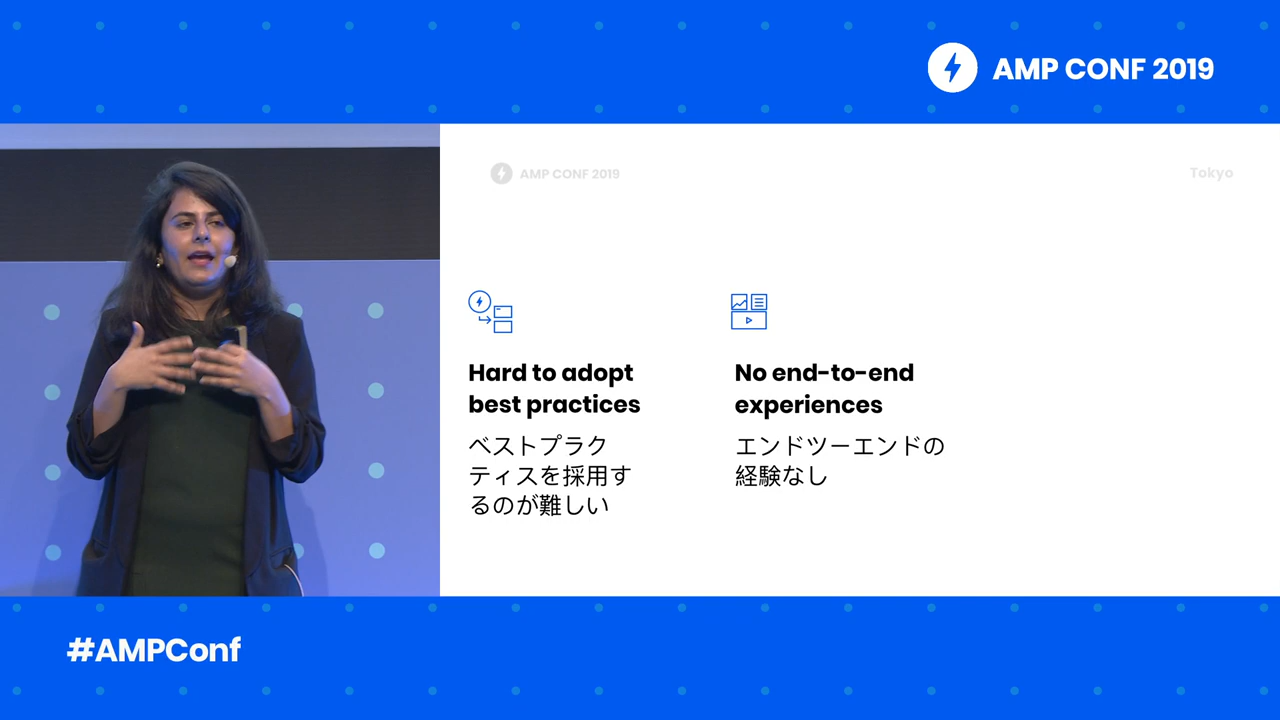 AMP CONF 2019
AMP CONF 2019
Tokyo
Hard to adopt
best practices
ベストプラク
ティスを採用す
るのが難しい
No end-to-end
experiences
エンドツーエンドの
経験なし
#AMPConf